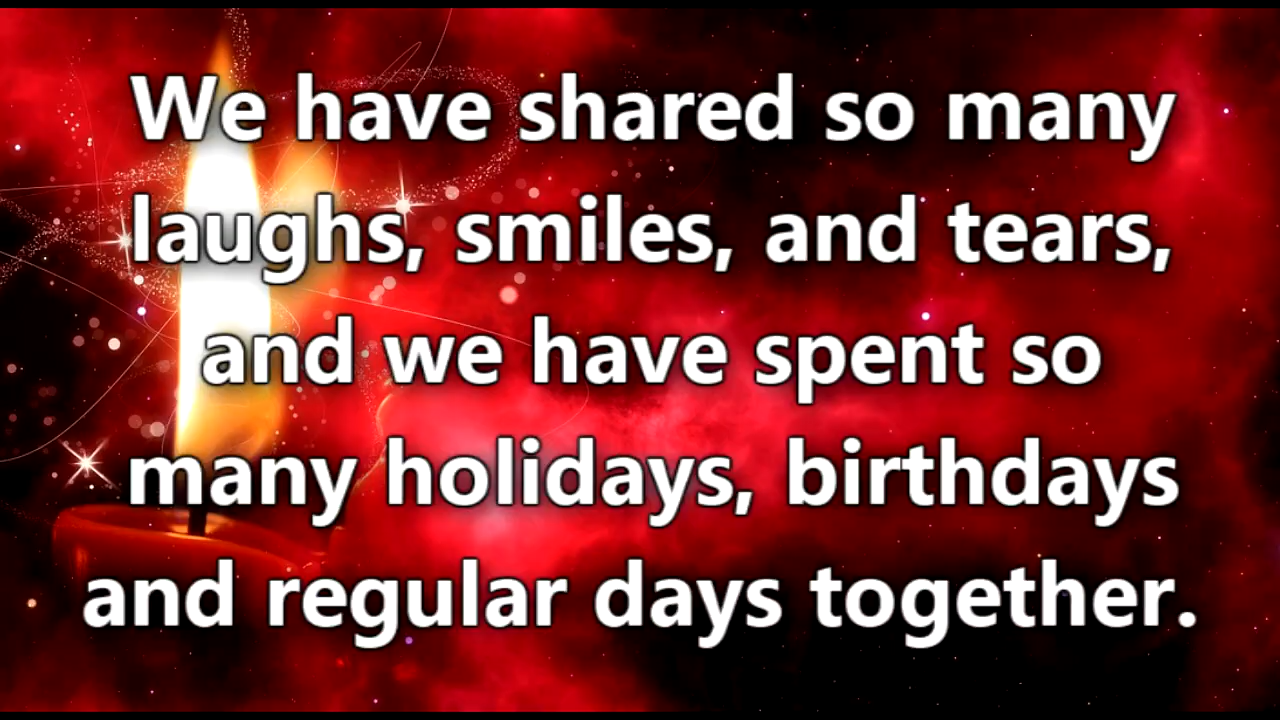 We have shared so many
laughs, smiles, and tears,
and we have spent so
many holidays, birthdays
and regular days together.